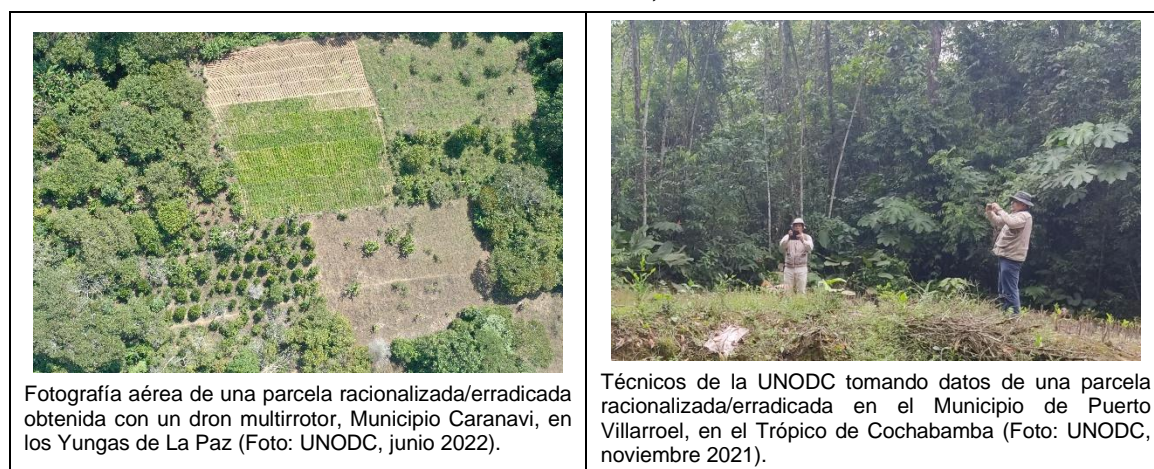 Fotografía aérea de una parcela racionalizada/erradicada
obtenida con un dron multirrotor, Municipio Caranavi, en
los Yungas de La Paz (Foto: UNODC, junio 2022).
Técnicos de la UNODC tomando datos de una parcela
racionalizada/erradicada en el Municipio de Puerto
Villarroel, en el Trópico de Cochabamba (Foto: UNODC,
noviembre 2021).